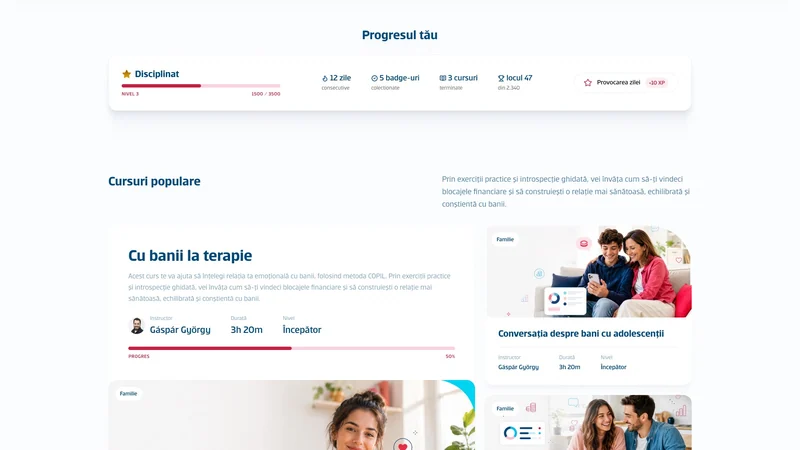 Progresul tău
Disciplinat
NIVEL 3
1500 / 3500
12 zile
consecutive
5 badge-uri
colecționate
3 cursuri
terminate
locul 47
din 2.340
Provocarea zilei
+10 XP
Cursuri populare
Prin exerciții practice și introspecție ghidată, vei învăța cum să-ți vindeci
blocajele financiare și să construiești o relație mai sănătoasă, echilibrată și
conștientă cu banii.
Cu banii la terapie
Acest curs te va ajuta să înțelegi relația ta emoțională cu banii, folosind metoda COPIL. Prin exerciții practice
și introspecție ghidată, vei învăța cum să-ți vindeci blocajele financiare și să construiești o relație mai
sănătoasă, echilibrată și conștientă cu banii.
Instructor
Gáspár György
Durată
3h 20m
Nivel
Începător
PROGRES
50%
Familie
Familie
Conversația despre bani cu adolescenții
Instructor
Gáspár György
Durată
3h 20m
Nivel
Începător
Familie